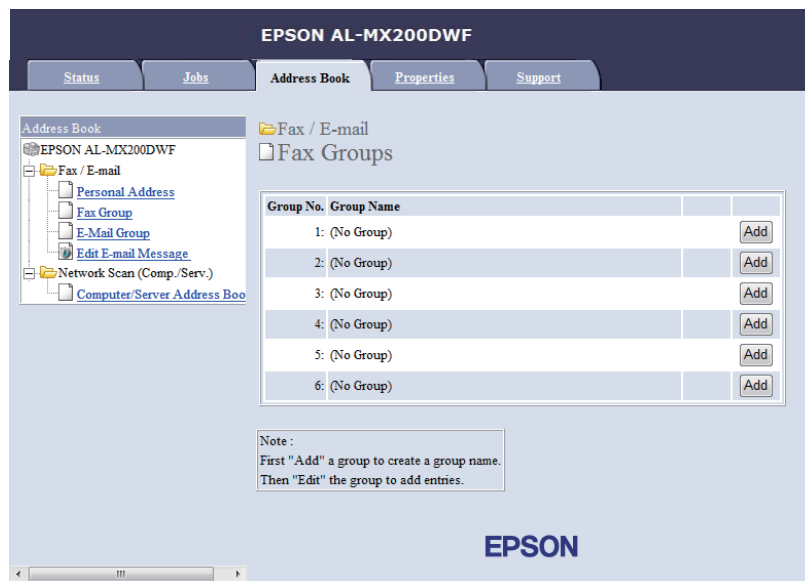 EPSON AL-MX200DWF
Status Jobs Address Book Properties Support
Address Book
EPSON AL-MX200DWF
Fax / E-mail
Personal Address
Fax Group
E-Mail Group
Edit E-mail Message
Network Scan (Comp./Serv.)
Computer/Server Address Boo
Fax / E-mail
Fax Groups
Group No. Group Name
1: (No Group) Add
2: (No Group) Add
3: (No Group) Add
4: (No Group) Add
5: (No Group) Add
6: (No Group) Add
Note :
First "Add" a group to create a group name.
Then "Edit" the group to add entries.
EPSON